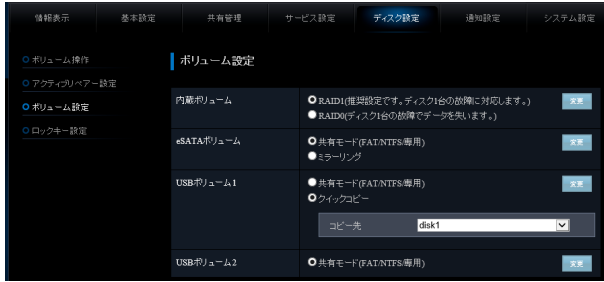 情報表示 基本設定 共有管理 サービス設定 ディスク設定 通知設定 システム設定
ボリューム操作
アクティブリペアー設定
ボリューム設定
ロックキー設定
ボリューム設定
内蔵ボリューム
RAID1(推奨設定です。ディスク1台の故障に対応します。)
変更
RAID0(ディスク1台の故障でデータを失います。)
eSATAボリューム
共有モード(FAT/NTFS/専用)
変更
ミラーリング
USBボリューム1
共有モード(FAT/NTFS/専用)
変更
クイックコピー
コピー先 disk1
USBボリューム2
共有モード(FAT/NTFS/専用)
変更